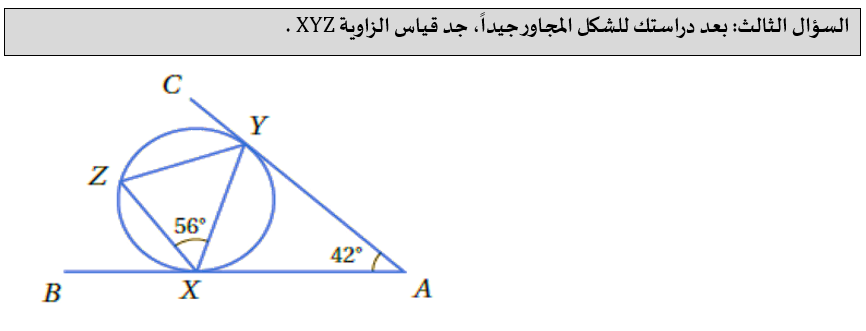 السؤال الثالث: بعد دراستك للشكل المجاور جيداً، جد قياس الزاوية XYZ .
C
Y
Z
56°
42°
B
X
A